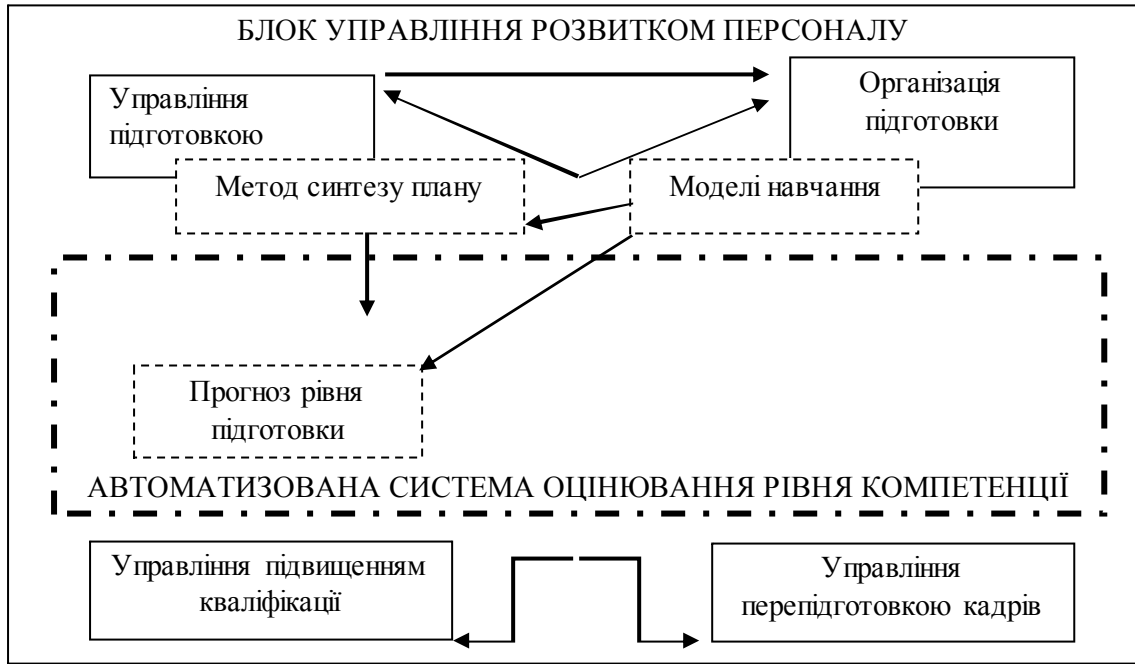 БЛОК УПРАВЛІННЯ РОЗВИТКОМ ПЕРСОНАЛУ
Управління
підготовкою
Організація
підготовки
Метод синтезу плану
Моделі навчання
Прогноз рівня
підготовки
АВТОМАТИЗОВАНА СИСТЕМА ОЦІНЮВАННЯ РІВНЯ КОМПЕТЕНЦІЇ
Управління підвищенням
кваліфікації
Управління
перепідготовкою кадрів